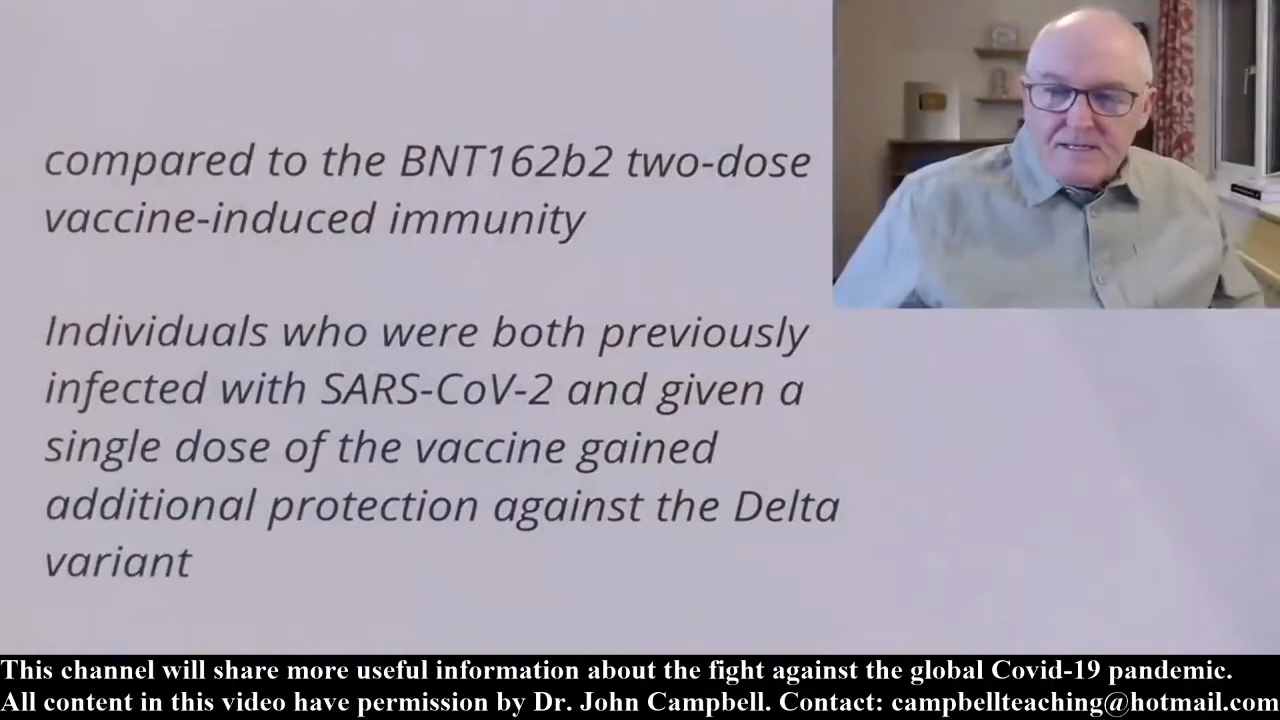 compared to the BNT162b2 two-dose
vaccine-induced immunity
Individuals who were both previously
infected with SARS-CoV-2 and given a
single dose of the vaccine gained
additional protection against the Delta
variant
This channel will share more useful information about the fight against the global Covid-19 pandemic.
All content in this video have permission by Dr. John Campbell. Contact: campbellteaching@hotmail.com